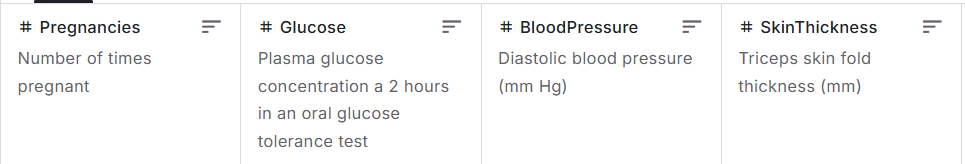 # Pregnancies
Number of times
pregnant
# Glucose
Plasma glucose
concentration a 2 hours
in an oral glucose
tolerance test
# BloodPressure
Diastolic blood pressure
(mm Hg)
# SkinThickness
Triceps skin fold
thickness (mm)